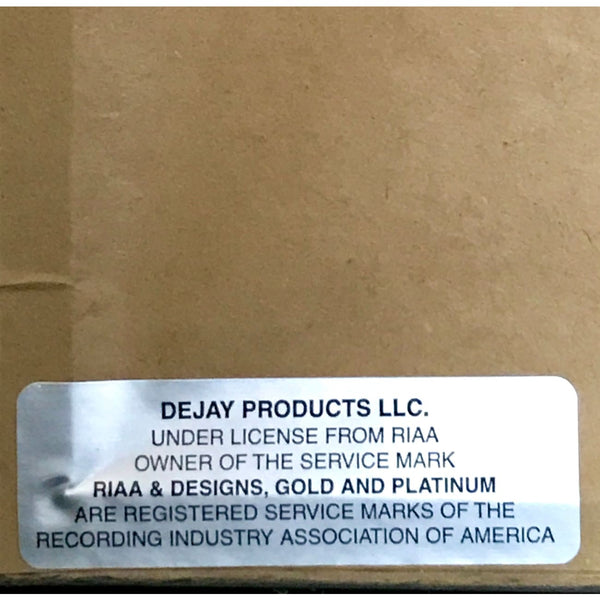 DEJAY PRODUCTS LLC.
UNDER LICENSE FROM RIAA
OWNER OF THE SERVICE MARK
RIAA & DESIGNS, GOLD AND PLATINUM
ARE REGISTERED SERVICE MARKS OF THE
RECORDING INDUSTRY ASSOCIATION OF AMERICA